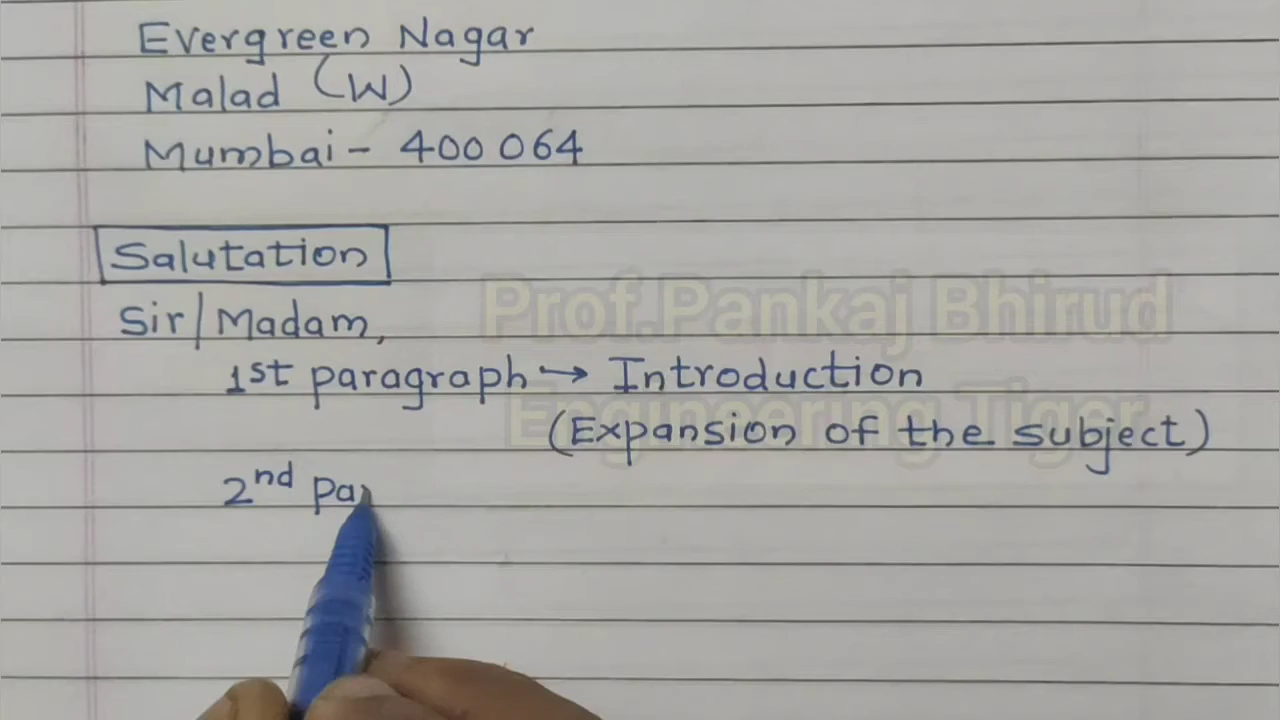 Evergreen Nagar
Malad (W)
Mumbai - 400 064
Salutation
Sir/Madam,
1st paragraph → Introduction
(Expansion of the subject)
2nd pa
Prof.Pankaj Bhirud
Engineering Tiger